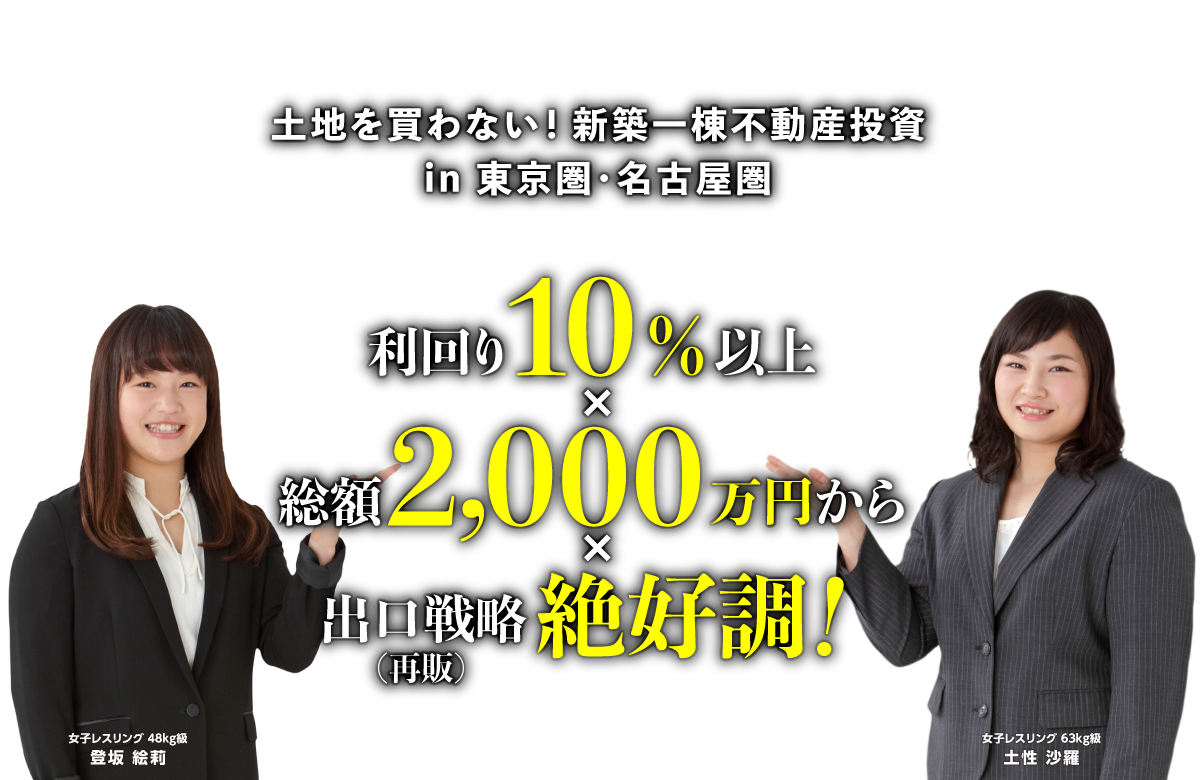 土地を買わない！新築一棟不動産投資
in 東京圏・名古屋圏
利回り10％以上
×
総額2,000万円から
×
出口戦略絶好調！
（再販）
女子レスリング 48kg級
登坂 絵莉
女子レスリング 63kg級
土性 沙羅